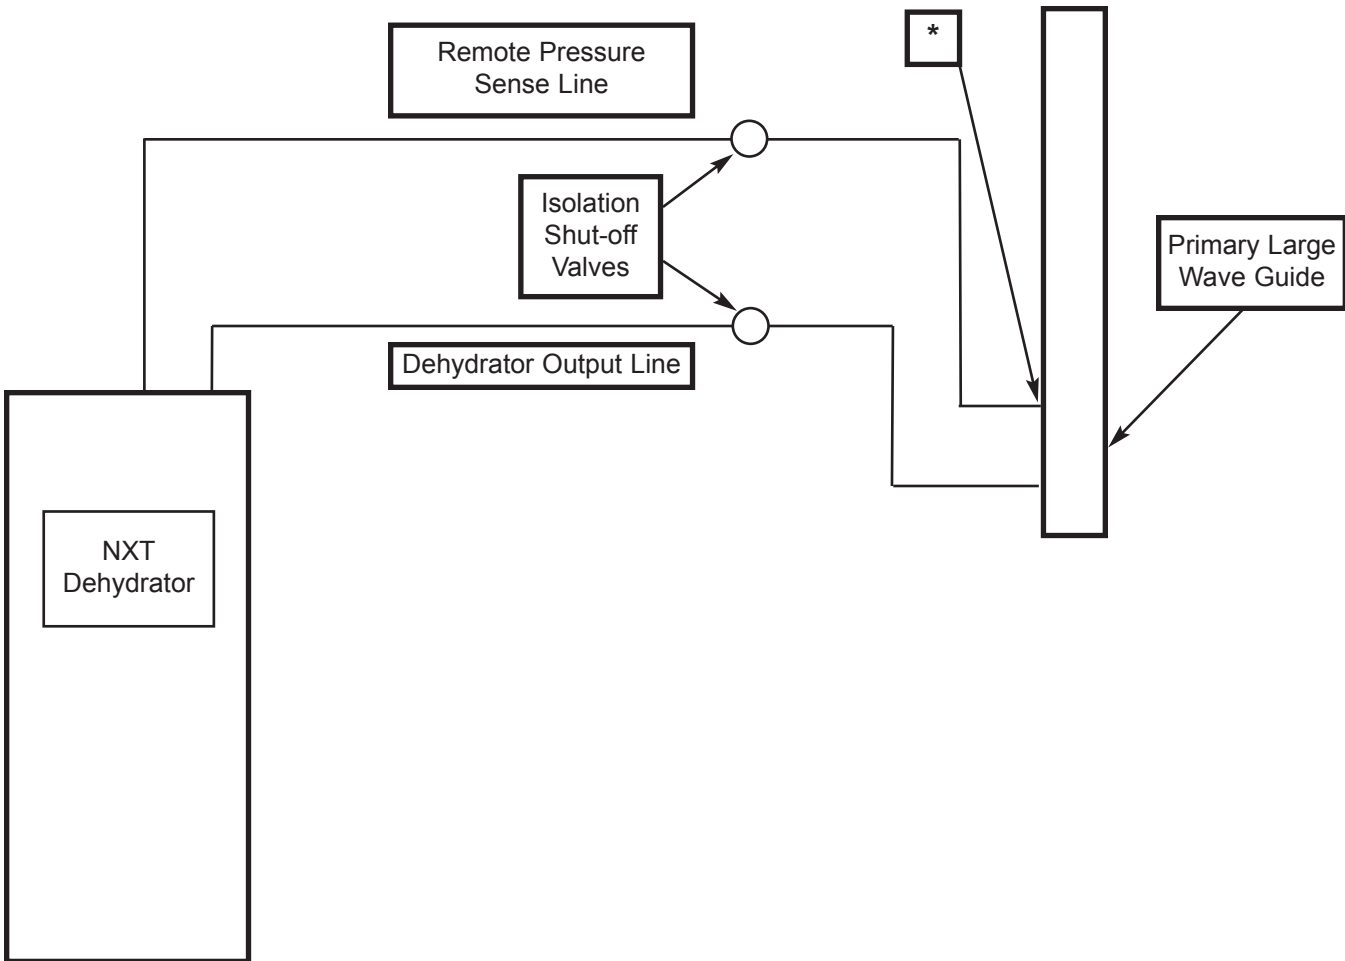 Remote Pressure
Sense Line
*
Isolation
Shut-off
Valves
Primary Large
Wave Guide
Dehydrator Output Line
NXT
Dehydrator